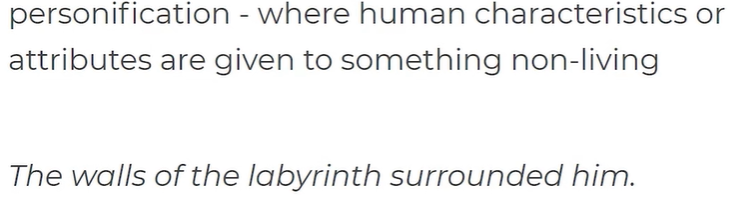 personification - where human characteristics or
attributes are given to something non-living
The walls of the labyrinth surrounded him.